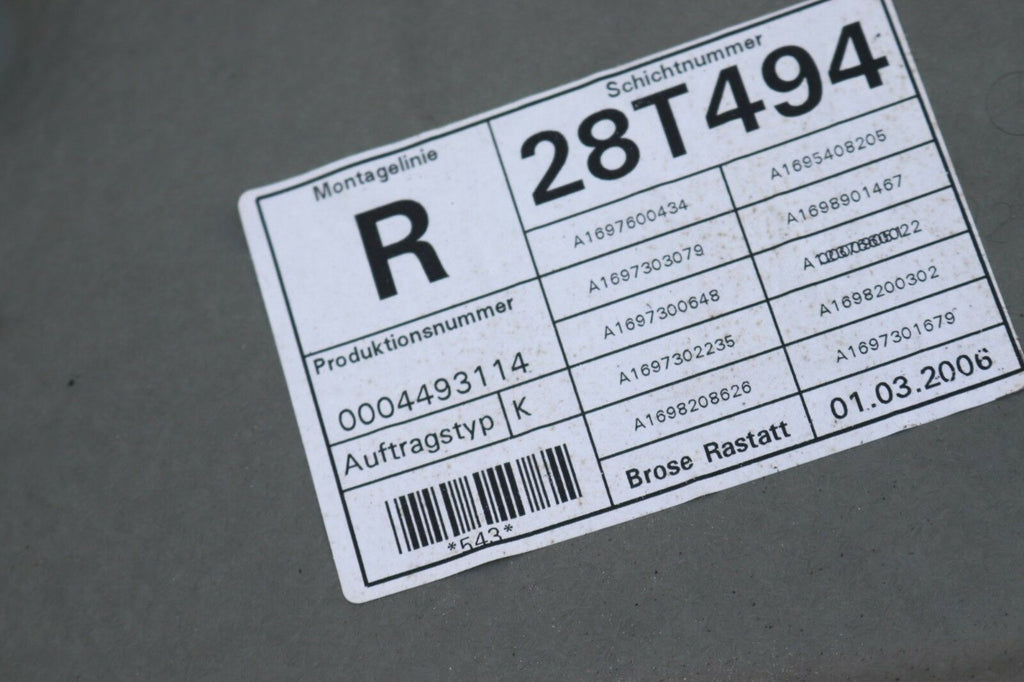 Montagelinie
R
Schichtnummer
28T494
Produktionsnummer
0004493114
Auftragstyp K
*543*
A1697600434
A1697303079
A1697300648
A1697302235
A1698208626
A1695408205
A1698901467
A1698200302
A1697301679
Brose Rastatt
01.03.2006